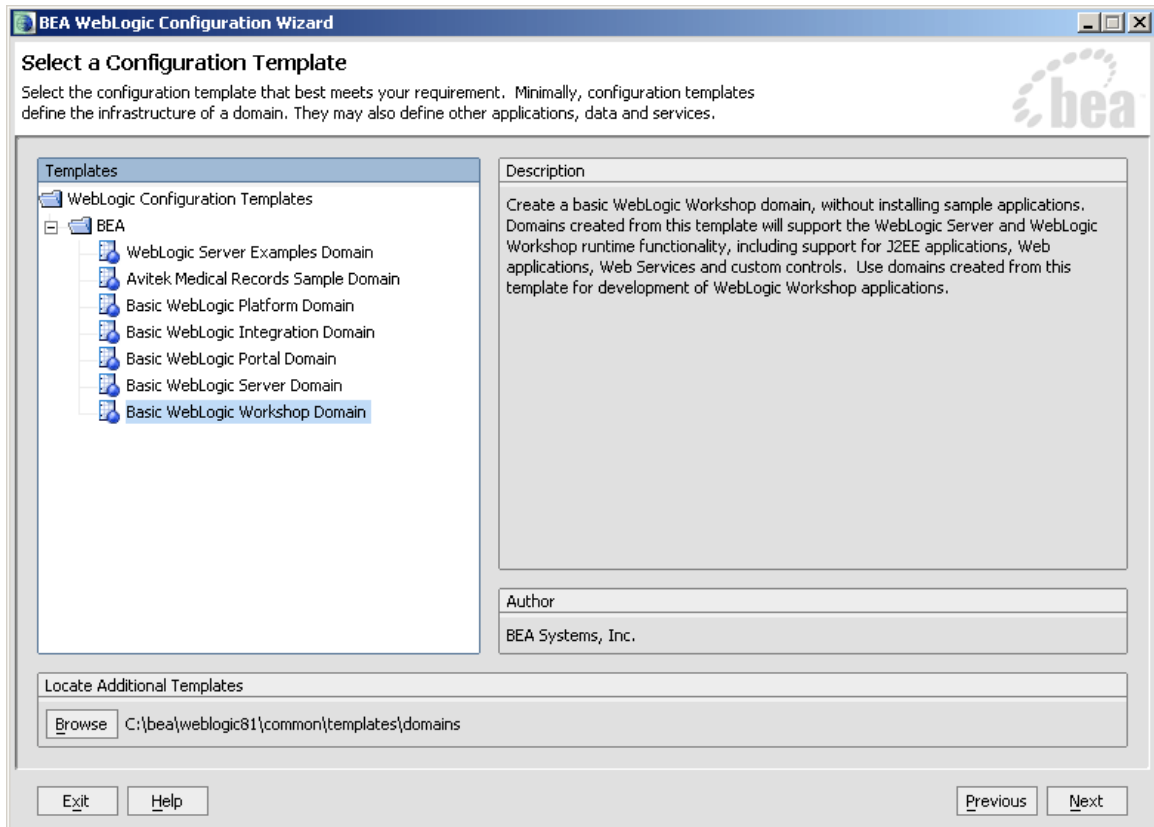 BEA WebLogic Configuration Wizard
Select a Configuration Template
Select the configuration template that best meets your requirement. Minimally, configuration templates
define the infrastructure of a domain. They may also define other applications, data and services.
bea
Templates
WebLogic Configuration Templates
BEA
WebLogic Server Examples Domain
Avitek Medical Records Sample Domain
Basic WebLogic Platform Domain
Basic WebLogic Integration Domain
Basic WebLogic Portal Domain
Basic WebLogic Server Domain
Basic WebLogic Workshop Domain
Description
Create a basic WebLogic Workshop domain, without installing sample applications.
Domains created from this template will support the WebLogic Server and WebLogic
Workshop runtime functionality, including support for J2EE applications, Web
applications, Web Services and custom controls. Use domains created from this
template for development of WebLogic Workshop applications.
Author
BEA Systems, Inc.
Locate Additional Templates
Browse C:\bea\weblogic81\common\templates\domains
Exit Help Previous Next